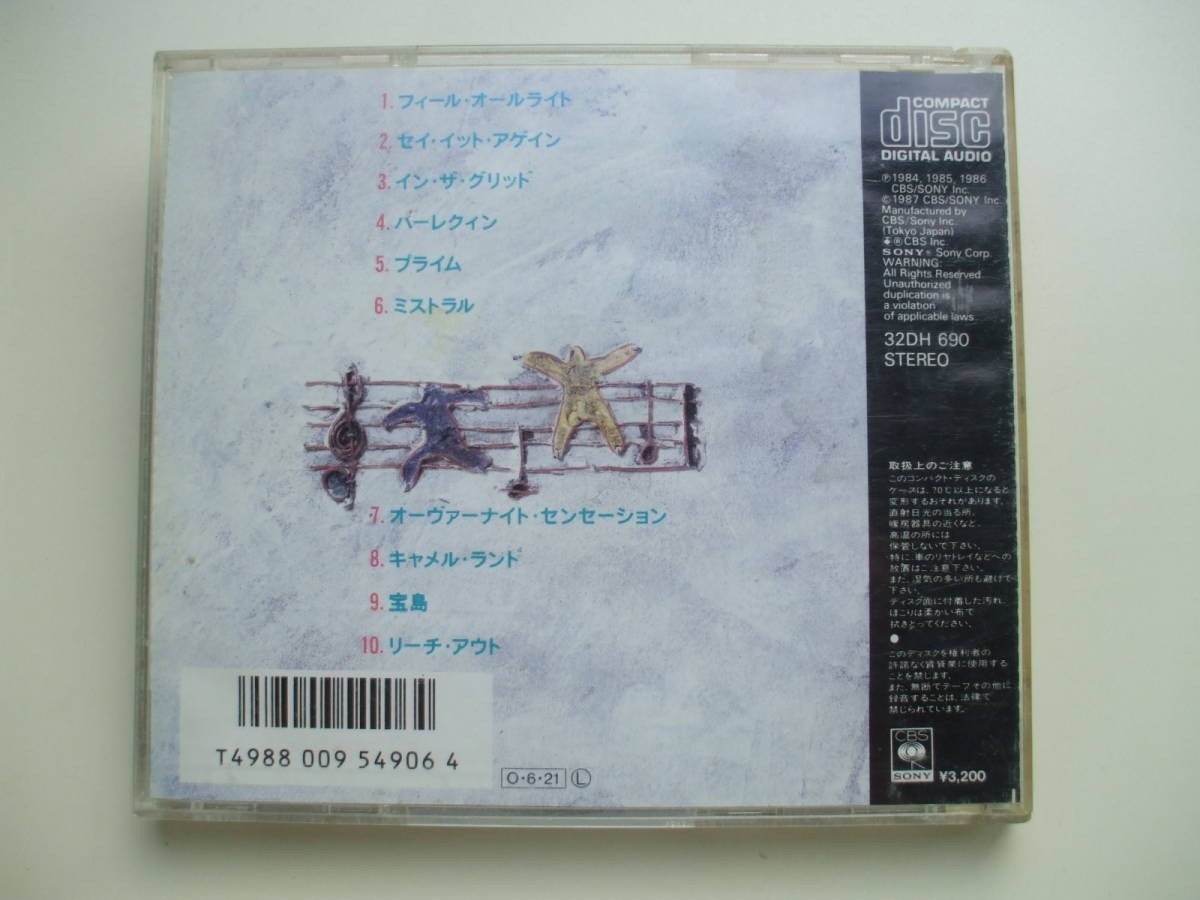 1. フィール・オールライト
2. セイ・イット・アゲイン
3. イン・ザ・グリッド
4. バーレクィン
5. プライム
6. ミストラル
7. オーヴァーナイト・センセーション
8. キャメル・ランド
9. 宝島
10. リーチ・アウト
T4988 009 54906 4
O・6・21 Ⓛ
COMPACT
disc
DIGITAL AUDIO
℗1984, 1985, 1986
CBS/SONY Inc.
©1987 CBS/SONY Inc.
Manufactured by
CBS/Sony Inc.
(Tokyo Japan)
®CBS Inc.
SONY® Sony Corp.
WARNING:
All Rights Reserved
Unauthorized
duplication is
a violation
of applicable laws.
32DH 690
STEREO
取扱上のご注意
このコンパクト・ディスクの
ケースは、70℃以上になると
変形するおそれがあります。
直射日光の当る所、
暖房器具の近くなど、
高温の所には
保管しないで下さい。
特に、車のリヤトレイなどへの
放置はご注意下さい。
また、湿気の多い所も避けて
下さい。
ディスク面に付着した汚れ、
ほこりは柔かい布で
拭きとってください。
●
このディスクを権利者の
許諾なく賃貸業に使用する
ことを禁じます。
また、無断でテープその他に
録音することは、法律で
禁じられています。
CBS
SONY
¥3,200